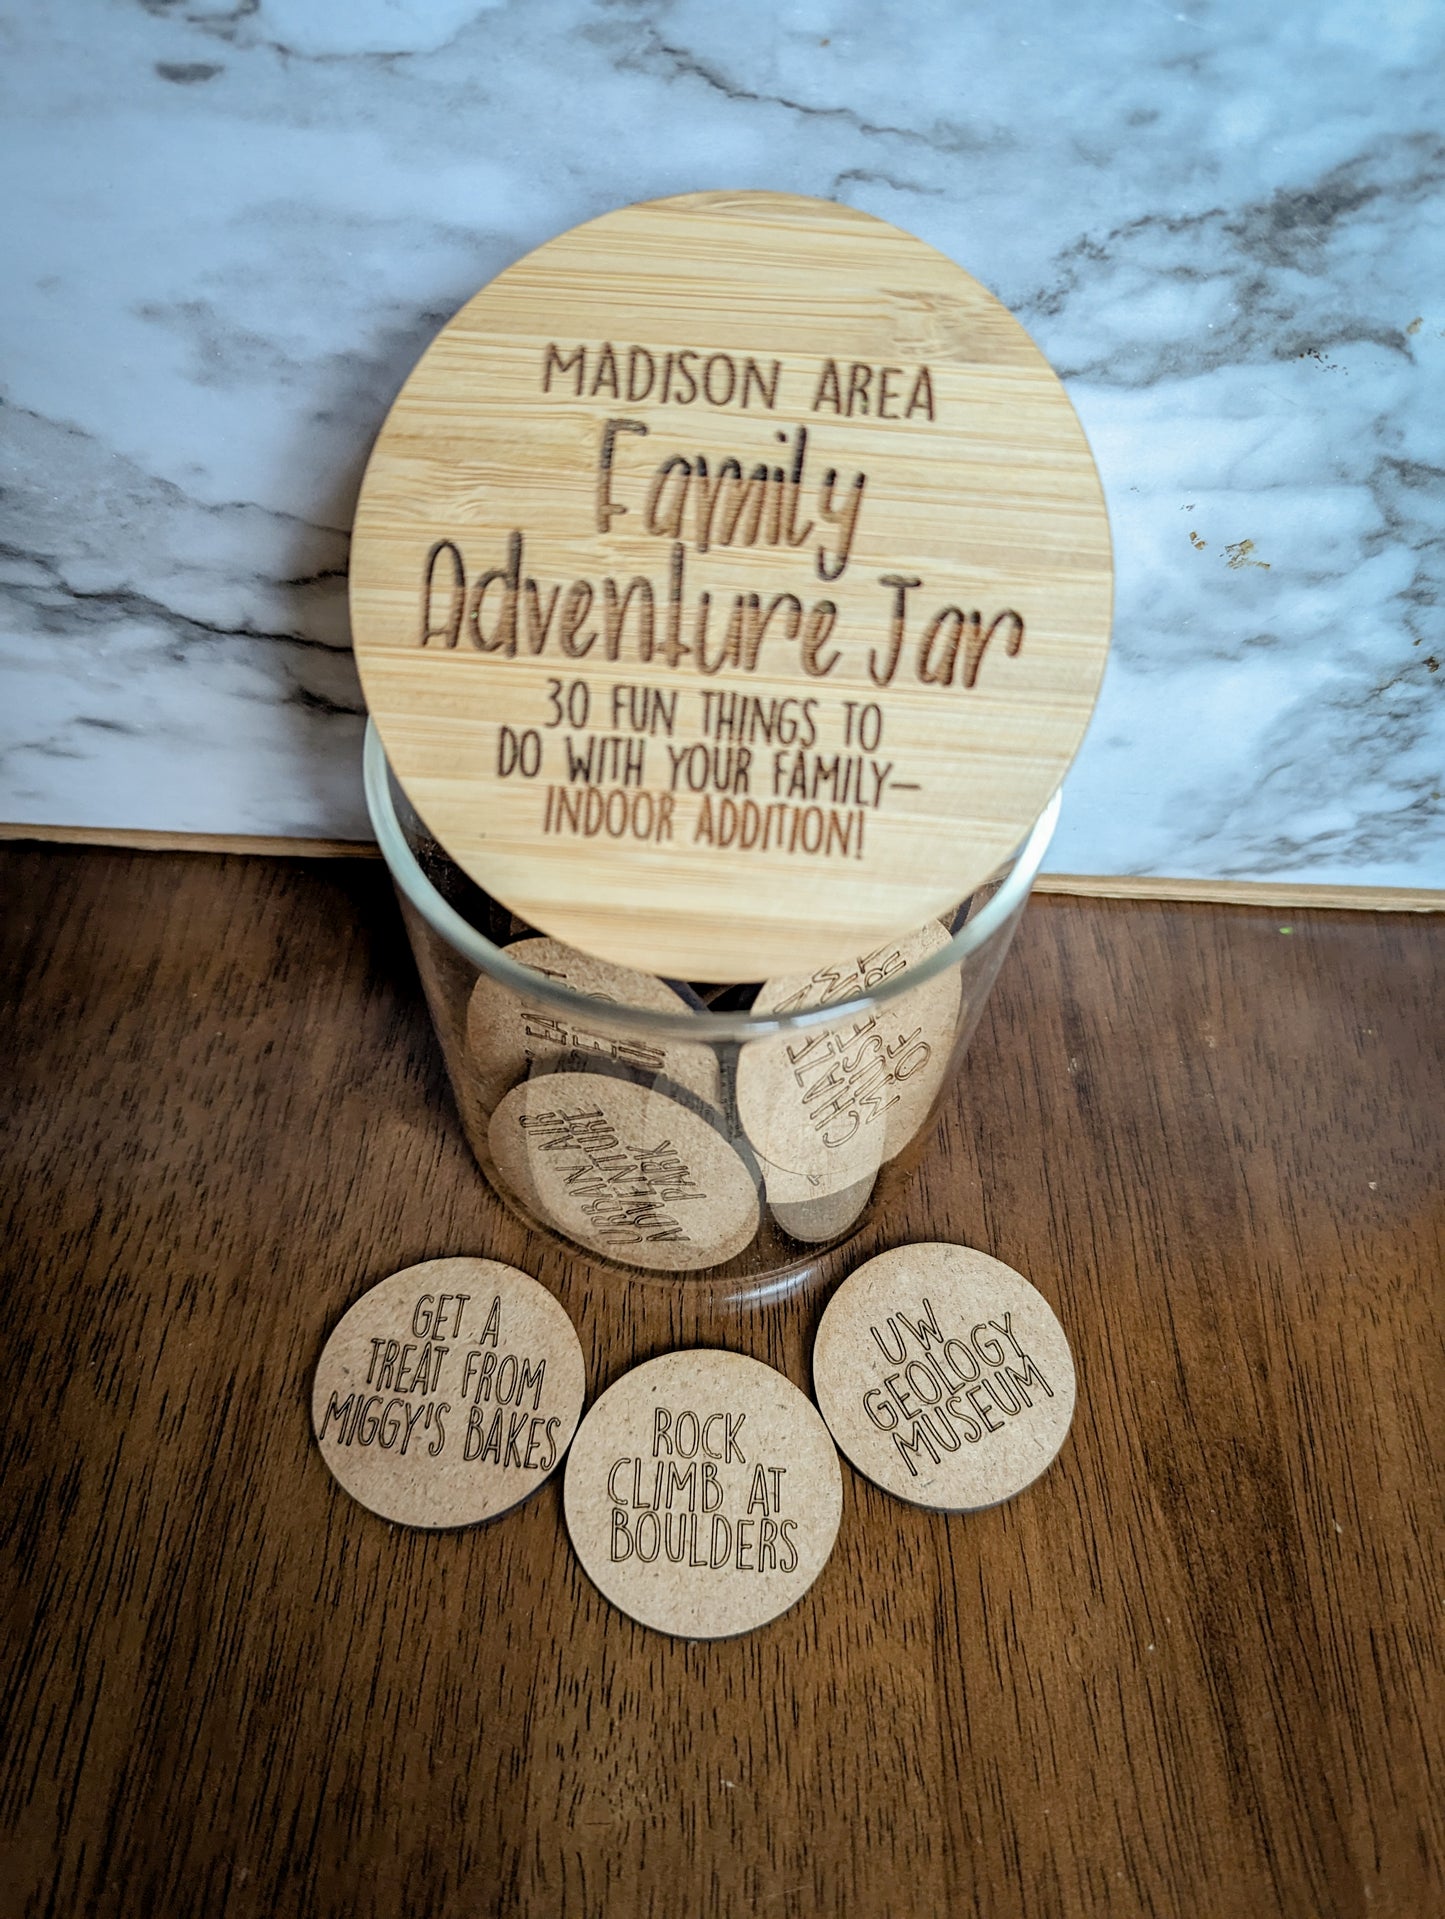 MADISON AREA
Family
Adventure Jar
30 FUN THINGS TO
DO WITH YOUR FAMILY—
INDOOR ADDITION!
URBAN AIR
ADVENTURE
PARK
GET A
TREAT FROM
MIGGY'S BAKES
ROCK
CLIMB AT
BOULDERS
UW
GEOLOGY
MUSEUM